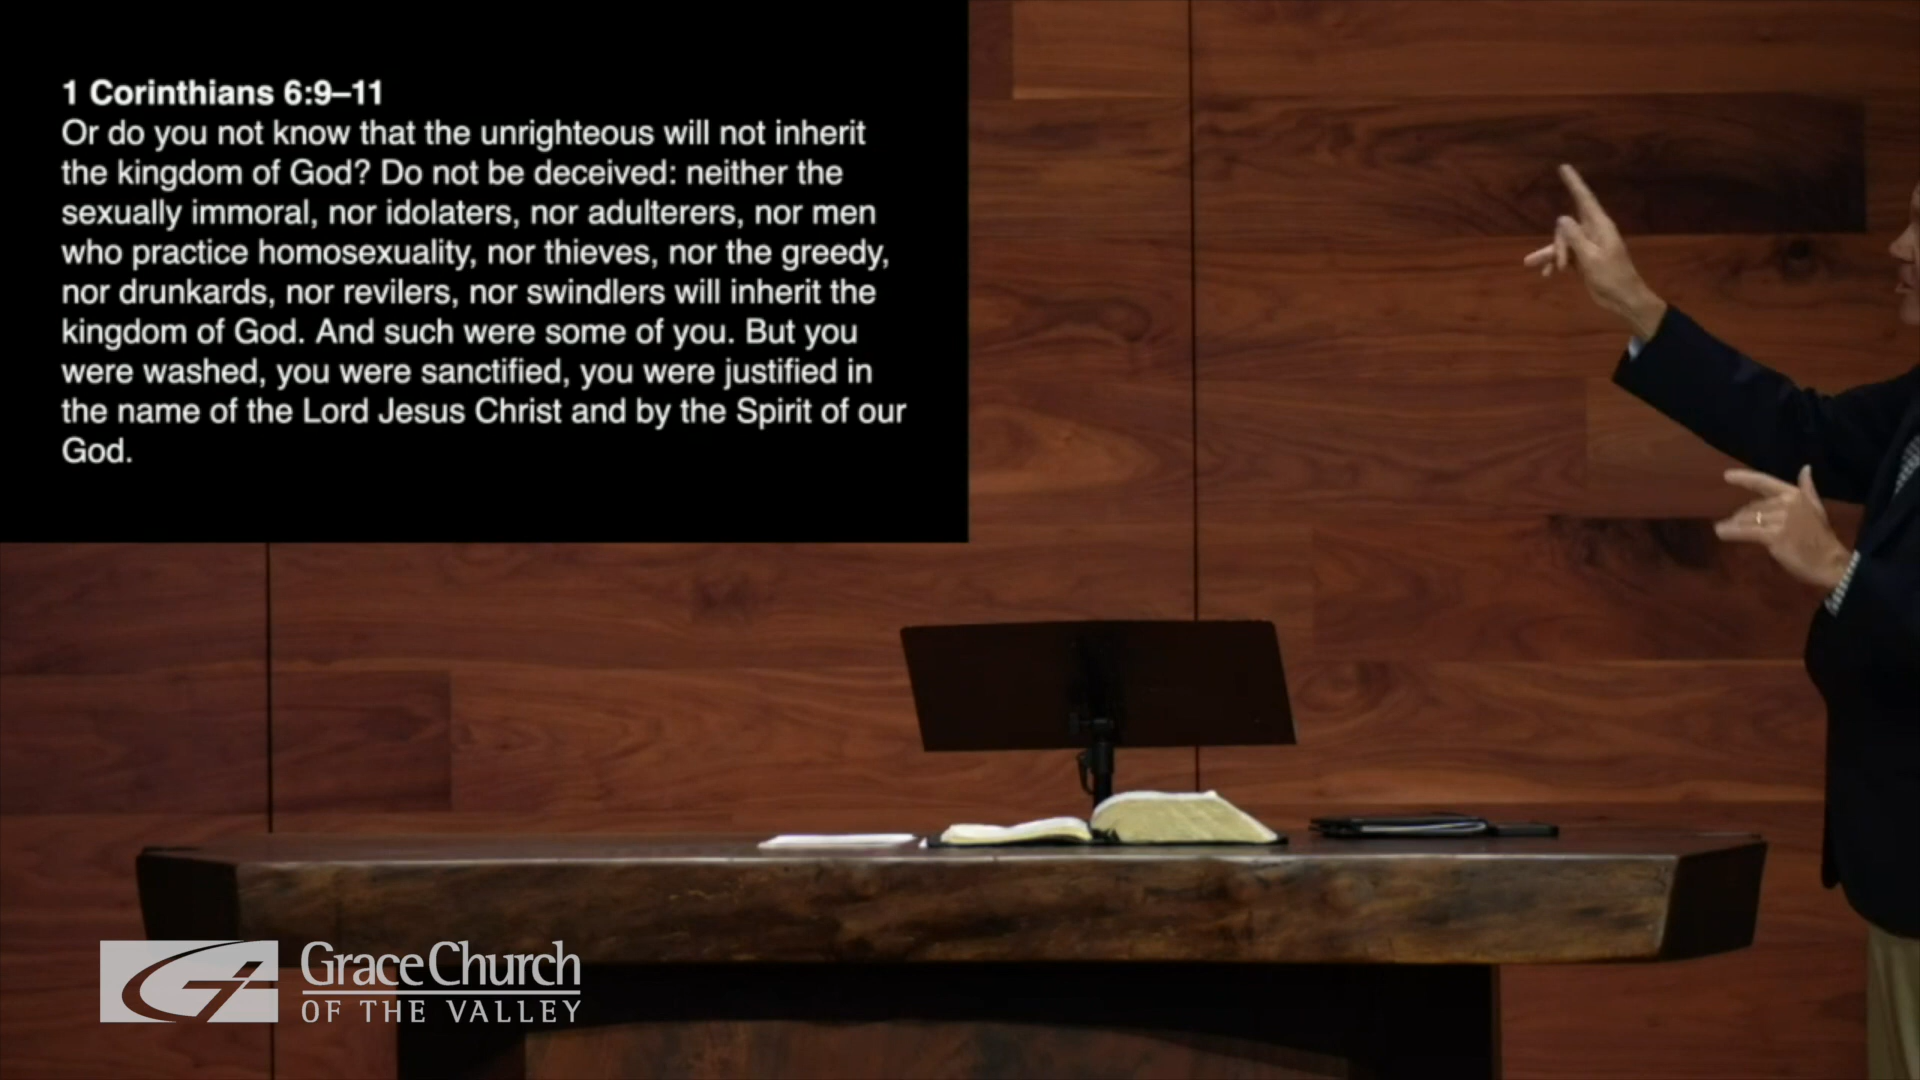 1 Corinthians 6:9–11
Or do you not know that the unrighteous will not inherit
the kingdom of God? Do not be deceived: neither the
sexually immoral, nor idolaters, nor adulterers, nor men
who practice homosexuality, nor thieves, nor the greedy,
nor drunkards, nor revilers, nor swindlers will inherit the
kingdom of God. And such were some of you. But you
were washed, you were sanctified, you were justified in
the name of the Lord Jesus Christ and by the Spirit of our
God.
Grace Church
OF THE VALLEY